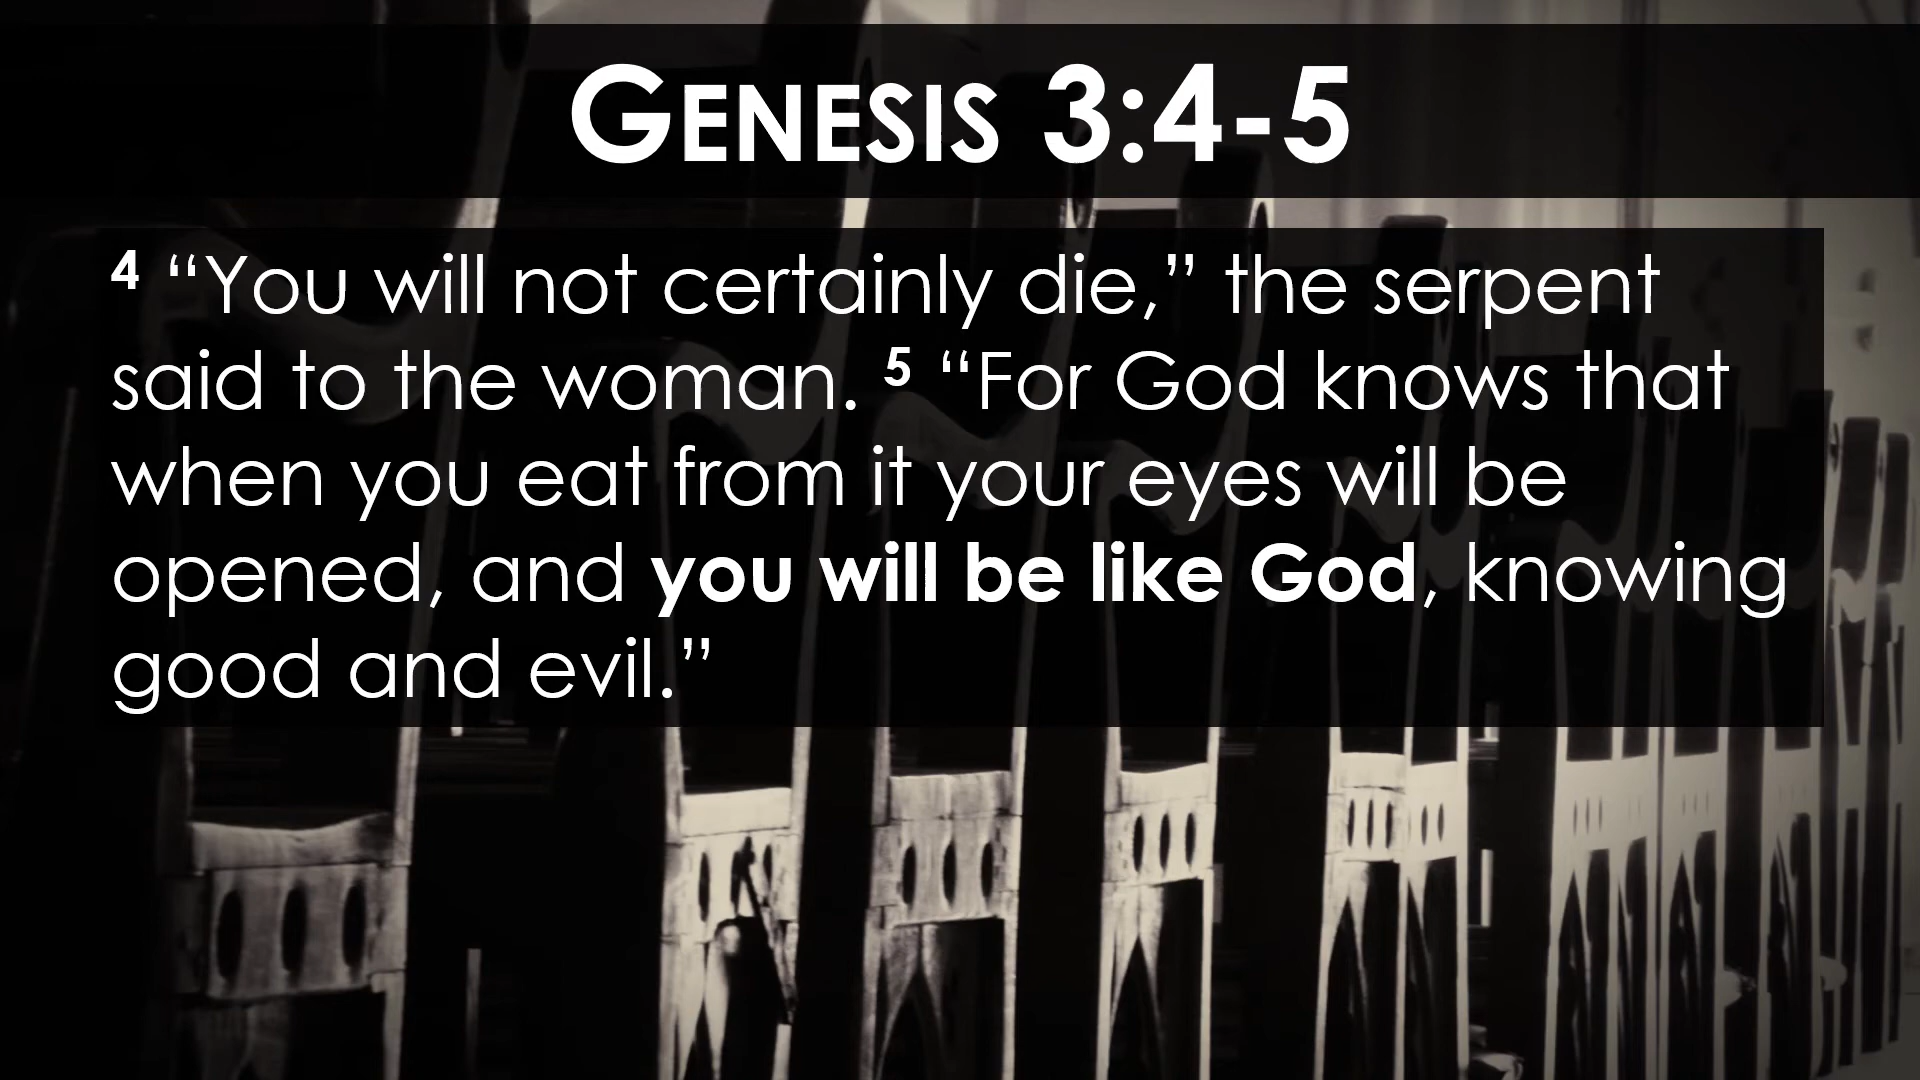 GENESIS 3:4-5
4 “You will not certainly die,” the serpent
said to the woman. 5 “For God knows that
when you eat from it your eyes will be
opened, and you will be like God, knowing
good and evil.”